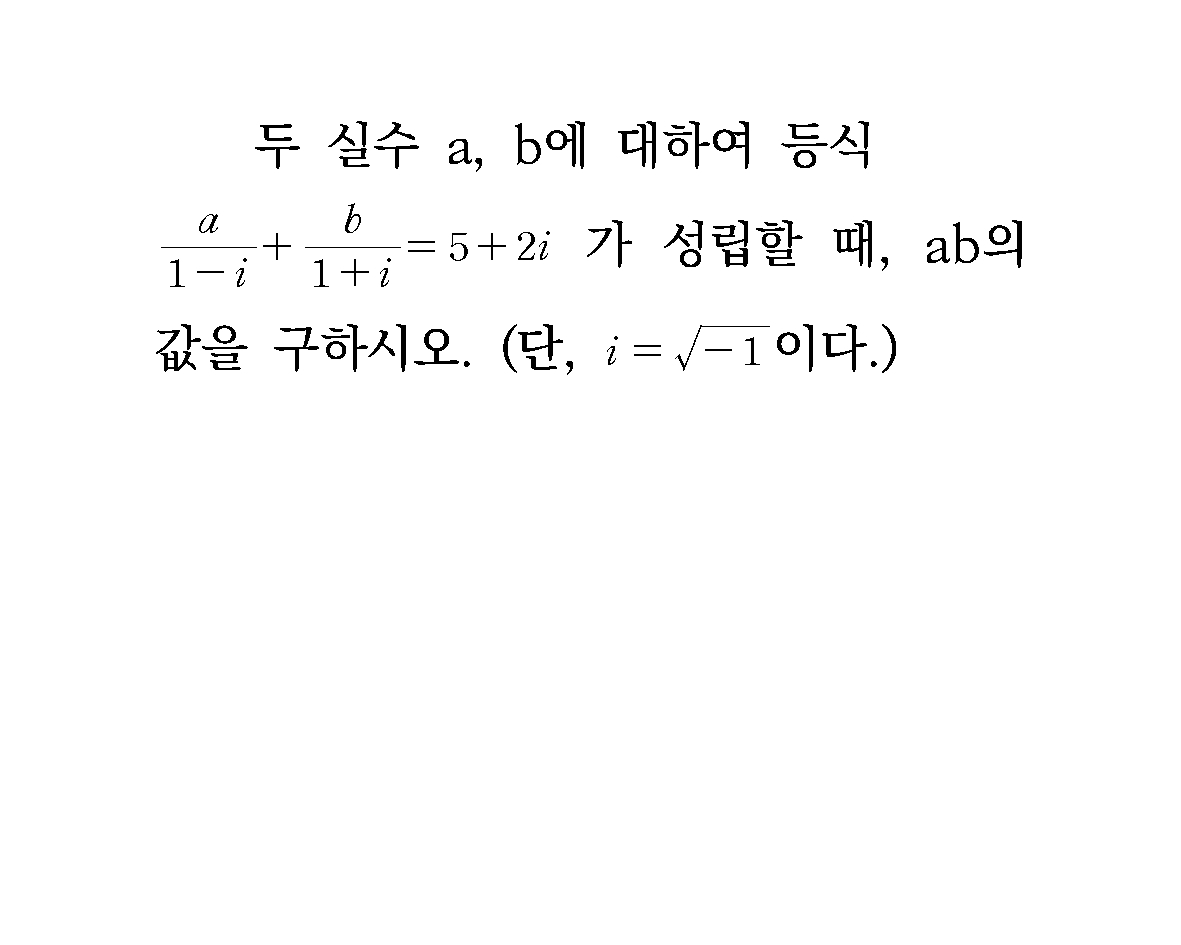 두 실수 a, b에 대하여 등식
\frac{a}{1-i}+\frac{b}{1+i}=5+2i 가 성립할 때, ab의
값을 구하시오. (단, i=\sqrt{-1}이다.)